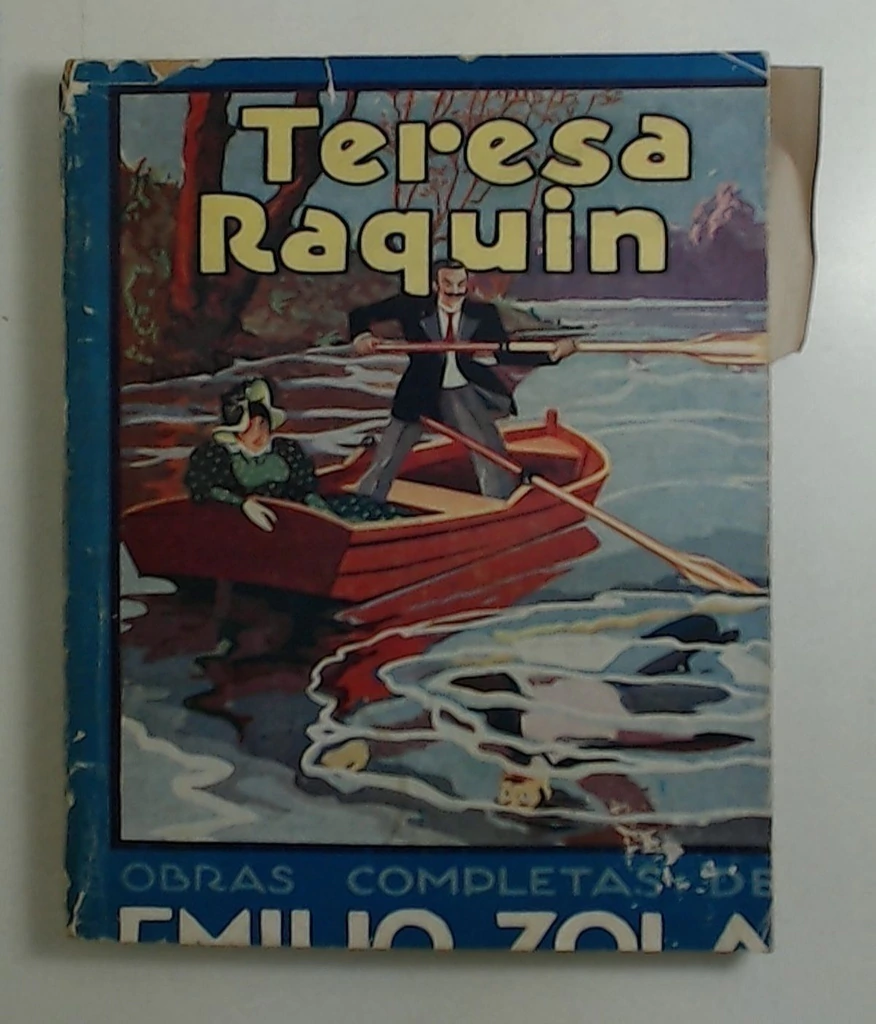 Teresa
Raquin
OBRAS COMPLETAS DE
EMILIO ZOLA